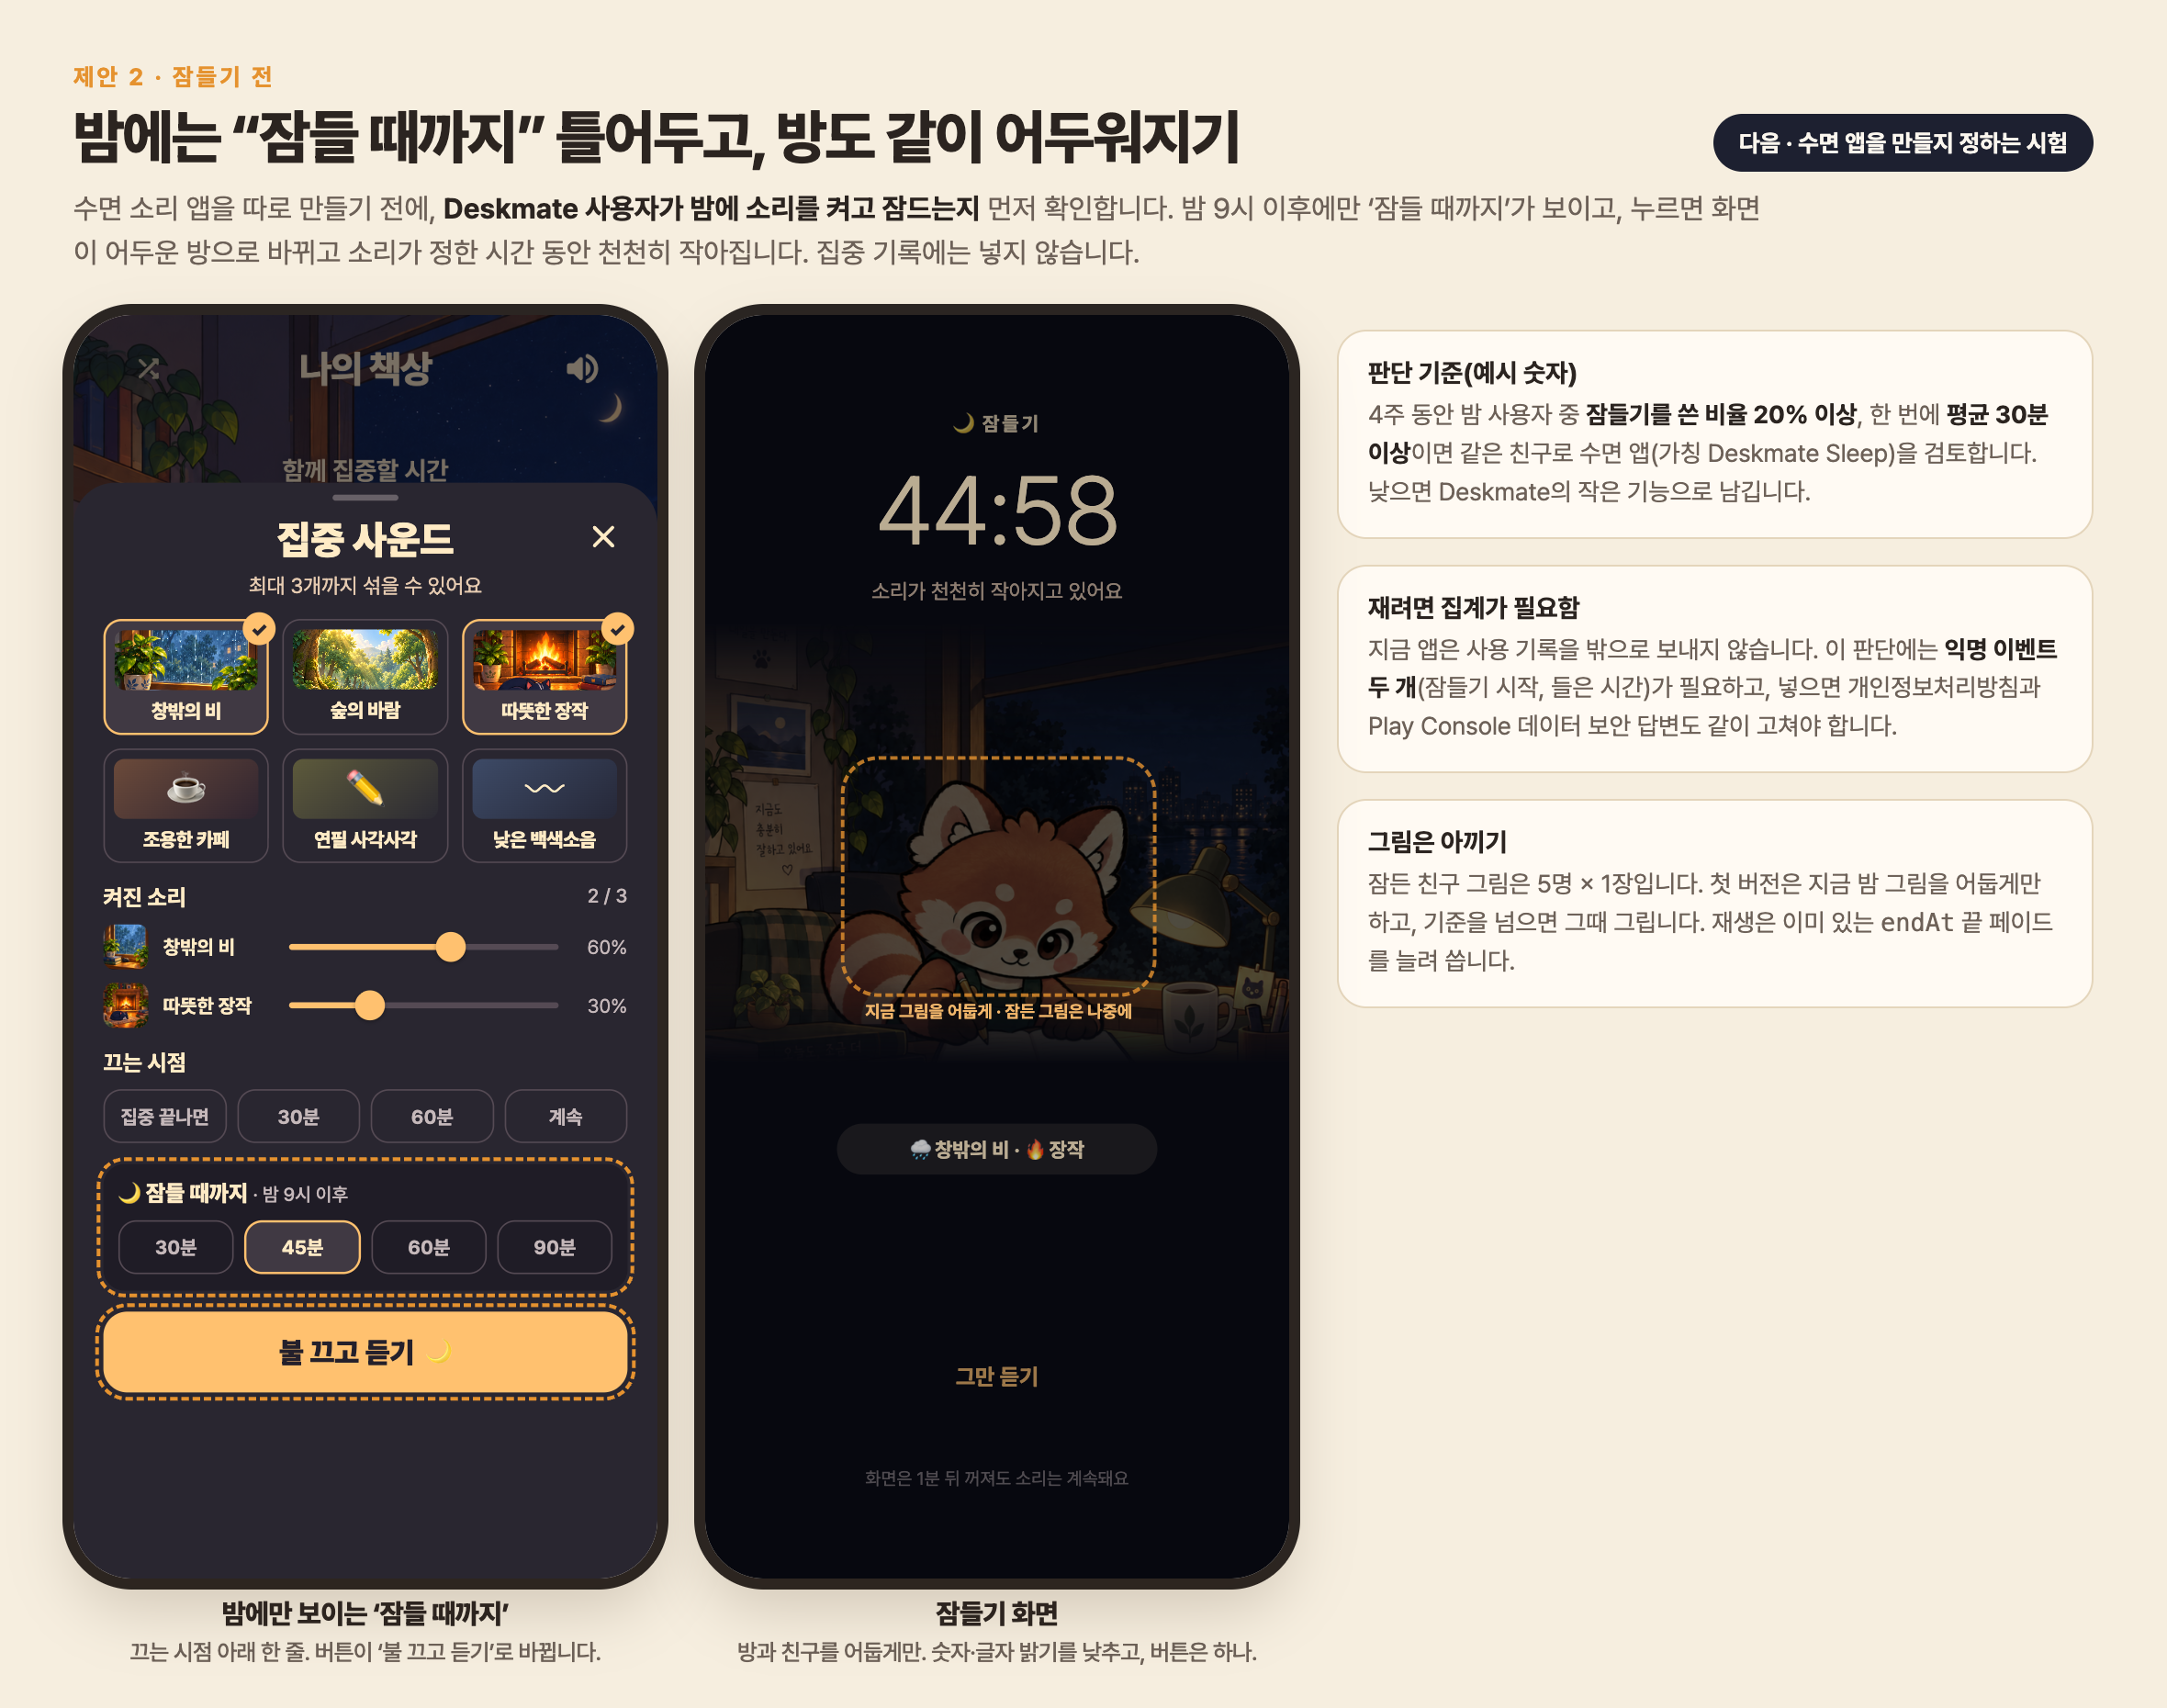 제안 2 · 잠들기 전
밤에는 “잠들 때까지” 틀어두고, 방도 같이 어두워지기
다음 · 수면 앱을 만들지 정하는 시험
수면 소리 앱을 따로 만들기 전에, Deskmate 사용자가 밤에 소리를 켜고 잠드는지 먼저 확인합니다. 밤 9시 이후에만 ‘잠들 때까지’가 보이고, 누르면 화면
이 어두운 방으로 바뀌고 소리가 정한 시간 동안 천천히 작아집니다. 집중 기록에는 넣지 않습니다.
나의 책상
함께 집중할 시간
집중 사운드
최대 3개까지 섞을 수 있어요
창밖의 비
숲의 바람
따뜻한 장작
조용한 카페
연필 사각사각
낮은 백색소음
켜진 소리
2 / 3
창밖의 비
60%
따뜻한 장작
30%
끄는 시점
집중 끝나면
30분
60분
계속
🌙 잠들 때까지 · 밤 9시 이후
30분
45분
60분
90분
불 끄고 듣기 🌙
밤에만 보이는 ‘잠들 때까지’
끄는 시점 아래 한 줄. 버튼이 ‘불 끄고 듣기’로 바뀝니다.
🌙 잠들기
44:58
소리가 천천히 작아지고 있어요
지금도
충분히
잘하고 있어요
♡
지금 그림을 어둡게 · 잠든 그림은 나중에
🌧️ 창밖의 비 · 🔥 장작
그만 듣기
화면은 1분 뒤 꺼져도 소리는 계속돼요
잠들기 화면
방과 친구를 어둡게만. 숫자·글자 밝기를 낮추고, 버튼은 하나.
판단 기준(예시 숫자)
4주 동안 밤 사용자 중 잠들기를 쓴 비율 20% 이상, 한 번에 평균 30분
이상이면 같은 친구로 수면 앱(가칭 Deskmate Sleep)을 검토합니다.
낮으면 Deskmate의 작은 기능으로 남깁니다.
재려면 집계가 필요함
지금 앱은 사용 기록을 밖으로 보내지 않습니다. 이 판단에는 익명 이벤트
두 개(잠들기 시작, 들은 시간)가 필요하고, 넣으면 개인정보처리방침과
Play Console 데이터 보안 답변도 같이 고쳐야 합니다.
그림은 아끼기
잠든 친구 그림은 5명 × 1장입니다. 첫 버전은 지금 밤 그림을 어둡게만
하고, 기준을 넘으면 그때 그립니다. 재생은 이미 있는 endAt 끝 페이드
를 늘려 씁니다.